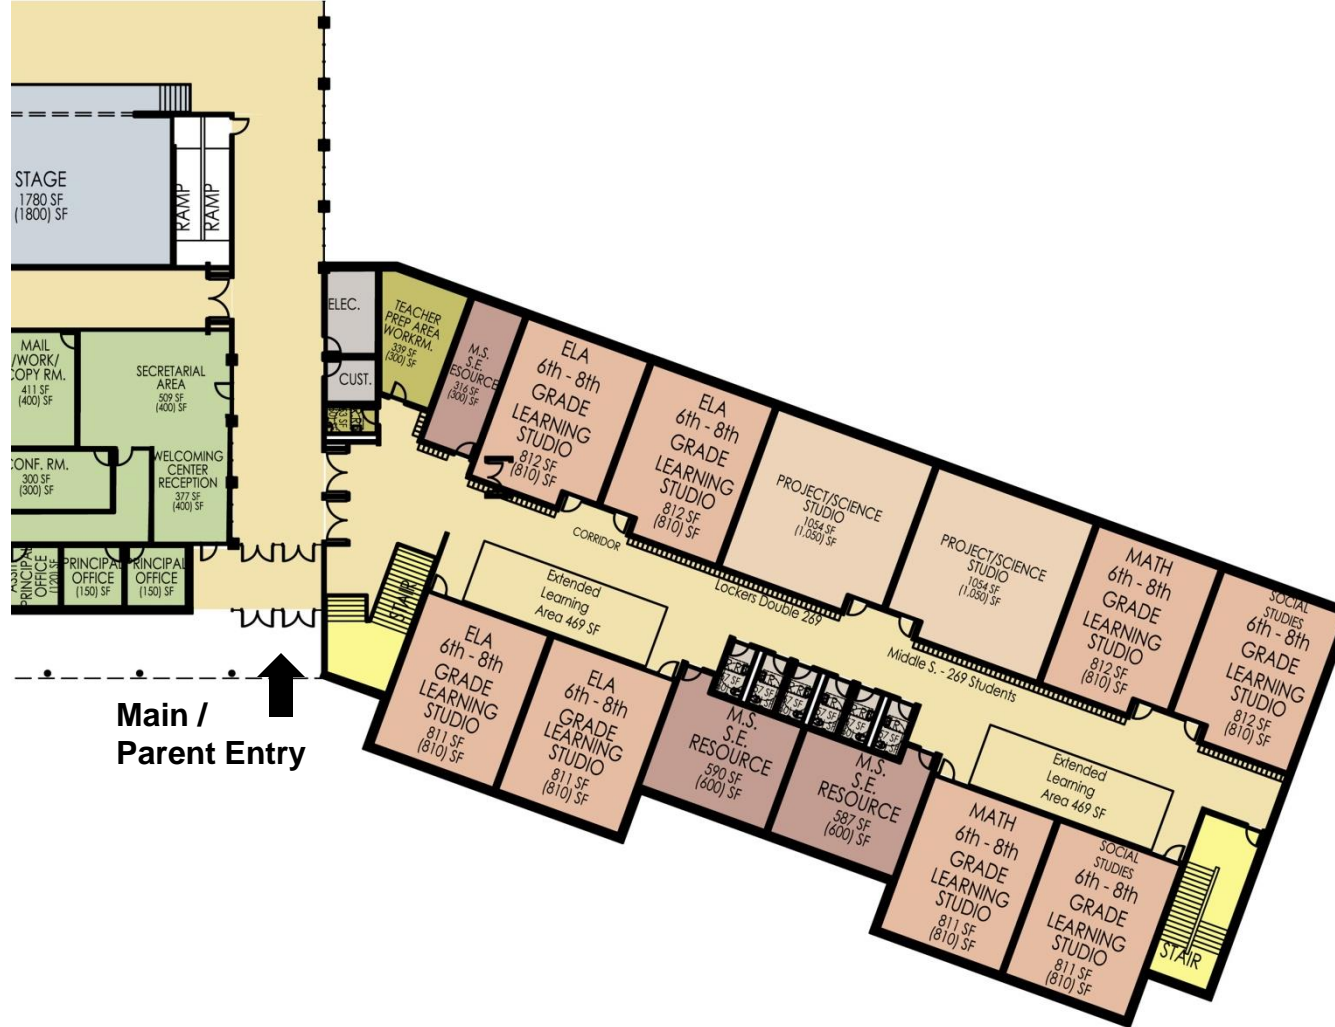 STAGE
1780 SF
(1800) SF
RAMP
RAMP
ELEC.
CUST.
TEACHER
PREP AREA
WORKRM.
339 SF
(300) SF
M.S.
S.E.
RESOURCE
316 SF
(300) SF
ELA
6th - 8th
GRADE
LEARNING
STUDIO
812 SF
(810) SF
ELA
6th - 8th
GRADE
LEARNING
STUDIO
812 SF
(810) SF
PROJECT/SCIENCE
STUDIO
1054 SF
(1,050) SF
PROJECT/SCIENCE
STUDIO
1054 SF
(1,050) SF
MATH
6th - 8th
GRADE
LEARNING
STUDIO
812 SF
(810) SF
SOCIAL
STUDIES
6th - 8th
GRADE
LEARNING
STUDIO
812 SF
(810) SF
MAIL
/WORK/
COPY RM.
411 SF
(400) SF
SECRETARIAL
AREA
509 SF
(400) SF
CONF. RM.
300 SF
(300) SF
WELCOMING
CENTER
RECEPTION
377 SF
(400) SF
PRINCIPAL
OFFICE
(120) SF
PRINCIPAL
OFFICE
(150) SF
PRINCIPAL
OFFICE
(150) SF
CORRIDOR
Extended
Learning
Area 469 SF
Lockers Double 269
Middle S. - 269 Students
Extended
Learning
Area 469 SF
STAIR
ELA
6th - 8th
GRADE
LEARNING
STUDIO
811 SF
(810) SF
ELA
6th - 8th
GRADE
LEARNING
STUDIO
811 SF
(810) SF
M.S.
S.E.
RESOURCE
590 SF
(600) SF
M.S.
S.E.
RESOURCE
587 SF
(600) SF
MATH
6th - 8th
GRADE
LEARNING
STUDIO
811 SF
(810) SF
SOCIAL
STUDIES
6th - 8th
GRADE
LEARNING
STUDIO
811 SF
(810) SF
STAIR
Main /
Parent Entry